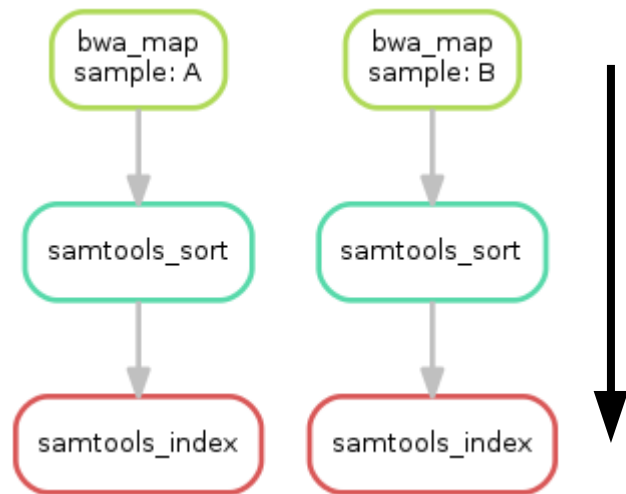 bwa_map
sample: A
bwa_map
sample: B
samtools_sort
samtools_sort
samtools_index
samtools_index